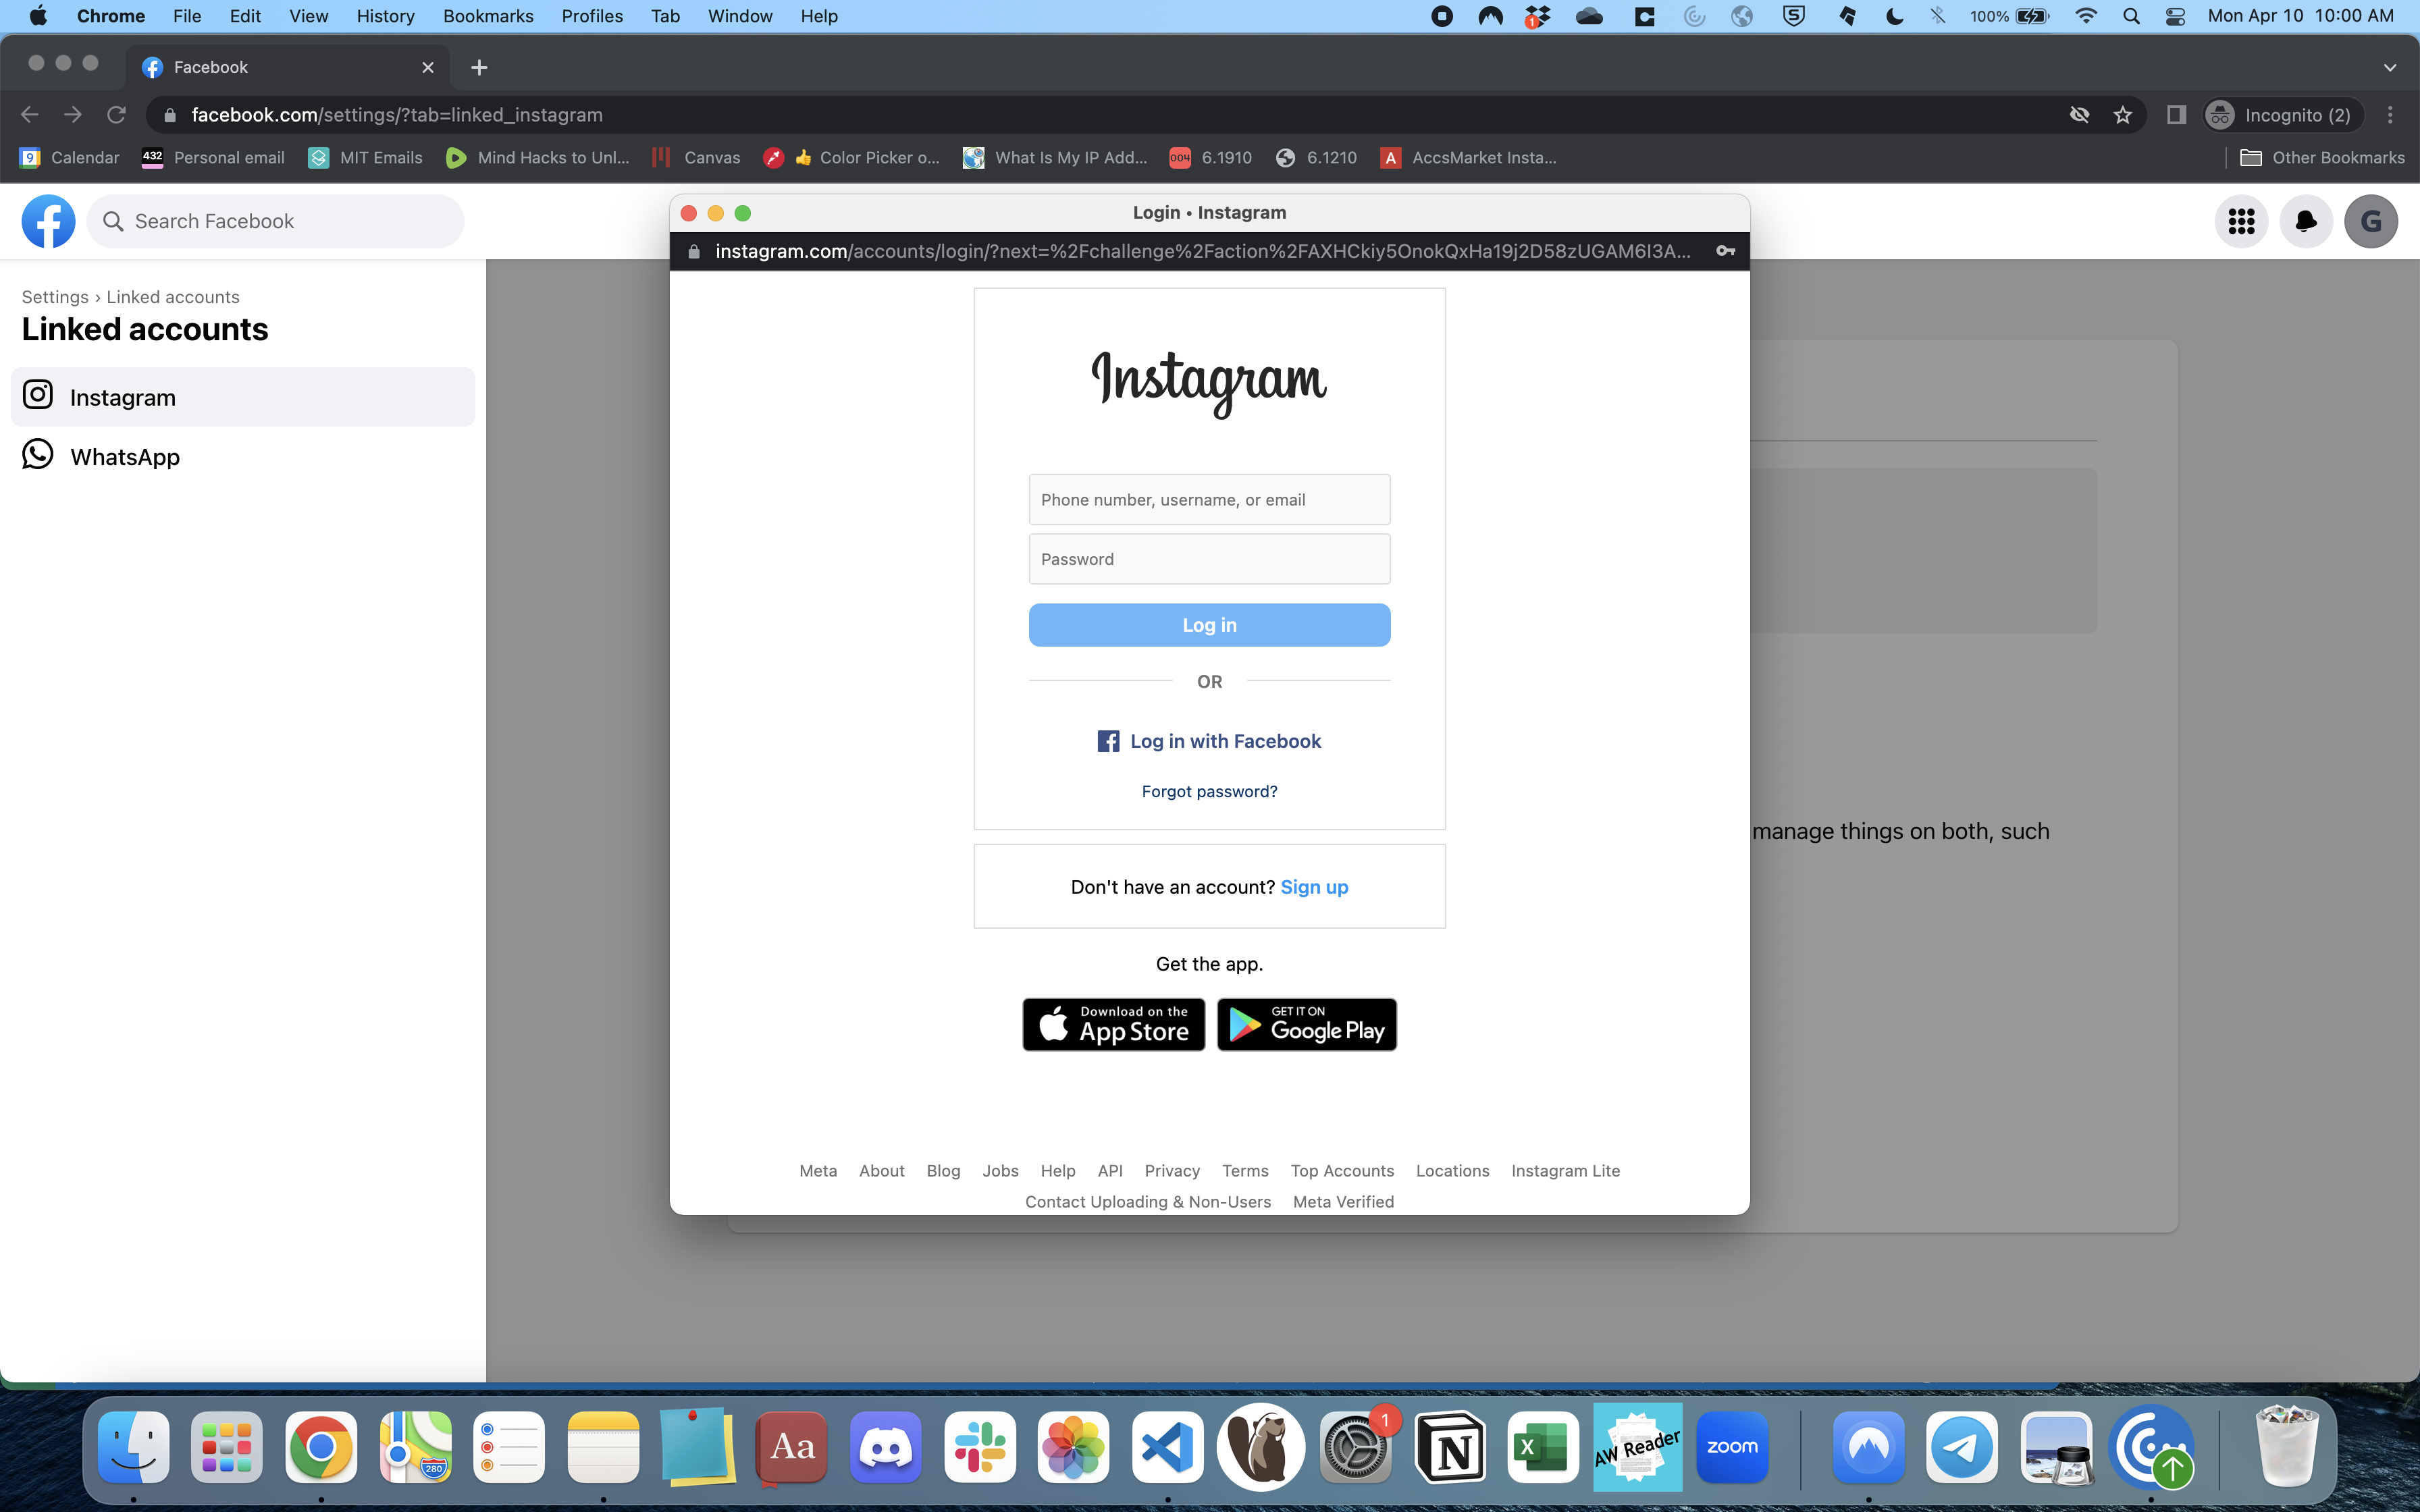 Chrome File Edit View History Bookmarks Profiles Tab Window Help
1 100% Mon Apr 10 10:00 AM
Facebook
facebook.com/settings/?tab=linked_instagram
Incognito (2)
9 Calendar
432 Personal email
MIT Emails
Mind Hacks to Unl...
Canvas
👍 Color Picker o...
What Is My IP Add...
004 6.1910
6.1210
A AccsMarket Insta...
Other Bookmarks
Search Facebook
G
Settings › Linked accounts
Linked accounts
Instagram
WhatsApp
Login • Instagram
instagram.com/accounts/login/?next=%2Fchallenge%2Faction%2FAXHCkiy5OnokQxHa19j2D58zUGAM6I3A...
Instagram
Phone number, username, or email
Password
Log in
OR
Log in with Facebook
Forgot password?
manage things on both, such
Don't have an account? Sign up
Get the app.
Download on the
App Store
GET IT ON
Google Play
Meta About Blog Jobs Help API Privacy Terms Top Accounts Locations Instagram Lite
Contact Uploading & Non-Users Meta Verified
280
Aa
1
N
X
AW Reader
zoom